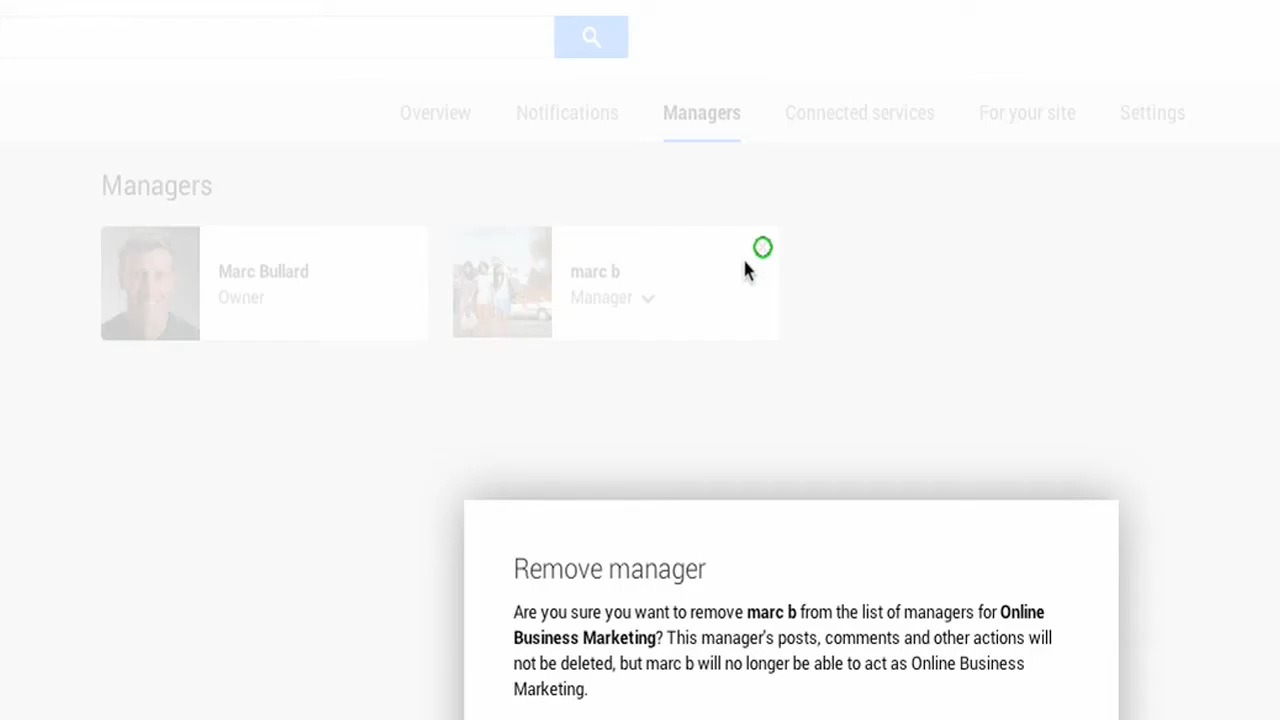 Overview Notifications Managers Connected services For your site Settings
Managers
Marc Bullard
Owner
marc b
Manager
Remove manager
Are you sure you want to remove marc b from the list of managers for Online
Business Marketing? This manager's posts, comments and other actions will
not be deleted, but marc b will no longer be able to act as Online Business
Marketing.